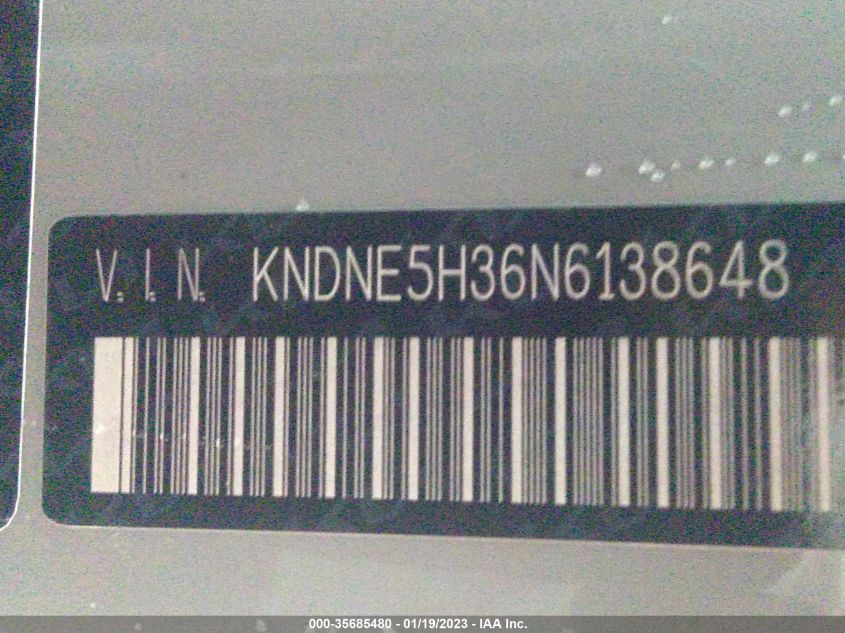 V.I.N. KNDNE5H36N6138648
000-35685480 - 01/19/2023 - IAA Inc.